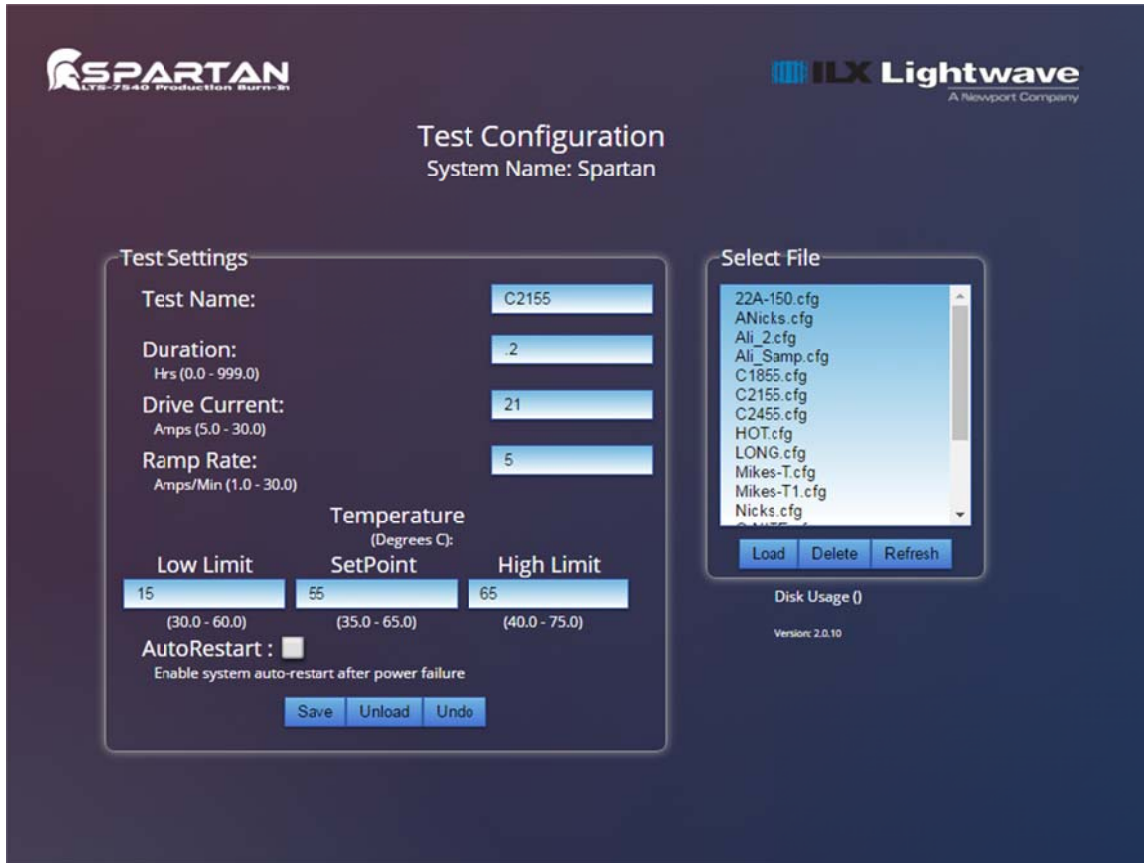 SPARTAN
LTS-7540 Production Burn-In
ILX Lightwave
A Newport Company
Test Configuration
System Name: Spartan
Test Settings
Test Name:
C2155
Duration:
.2
Hrs (0.0 - 999.0)
Drive Current:
21
Amps (5.0 - 30.0)
Ramp Rate:
5
Amps/Min (1.0 - 30.0)
Temperature
(Degrees C):
Low Limit SetPoint High Limit
15 55 65
(30.0 - 60.0) (35.0 - 65.0) (40.0 - 75.0)
AutoRestart :
Enable system auto-restart after power failure
Save Unload Undo
Select File
22A-150.cfg
ANicks.cfg
Ali_2.cfg
Ali_Samp.cfg
C1855.cfg
C2155.cfg
C2455.cfg
HOT.cfg
LONG.cfg
Mikes-T.cfg
Mikes-T1.cfg
Nicks.cfg
Load Delete Refresh
Disk Usage ()
Version: 2.0.10